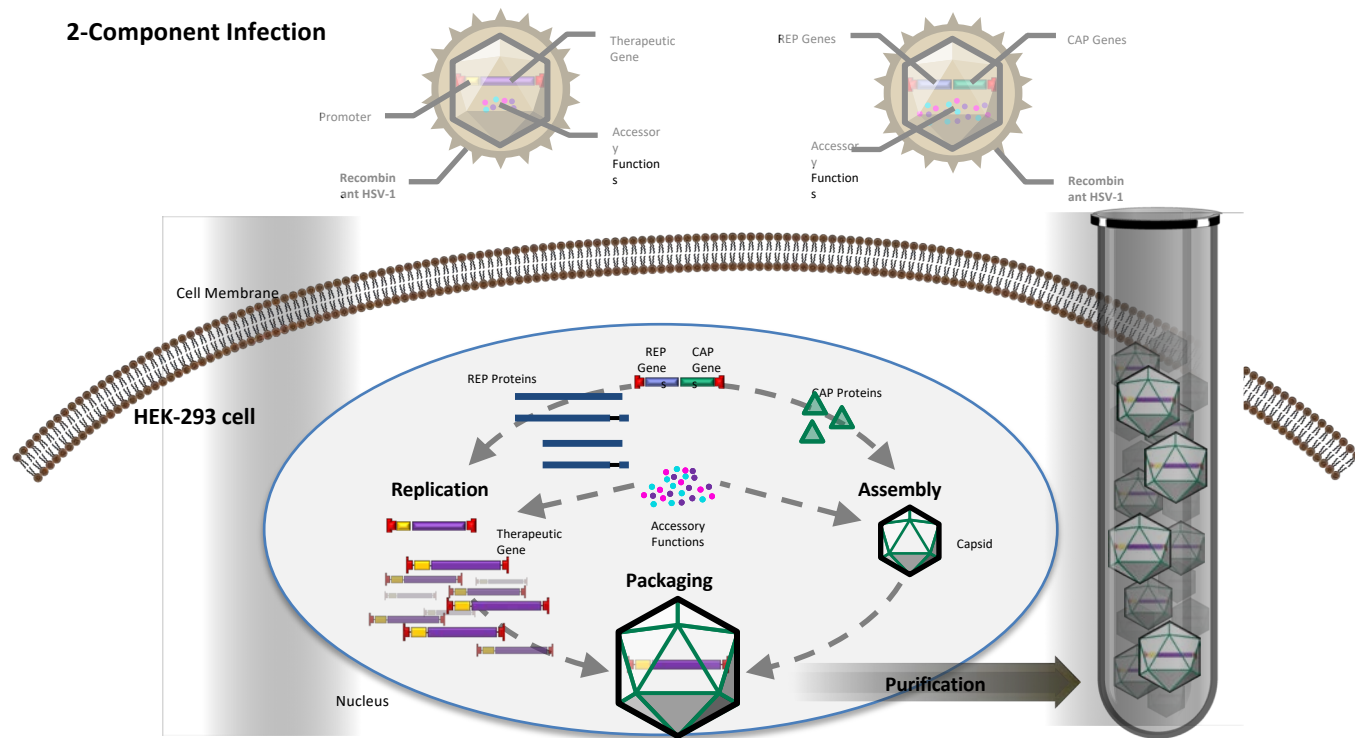 2-Component Infection
Therapeutic
Gene
Promoter
Accessor
y
Function
s
Recombin
ant HSV-1
.
REP Genes
CAP Genes
Accessor
y
Function
s
Recombin
ant HSV-1
.
Cell Membrane
HEK-293 cell
REP Proteins
REP
Gene
s
CAP
Gene
s
CAP Proteins
Replication
Therapeutic
Gene
Accessory
Functions
Assembly
Capsid
Packaging
Nucleus
Purification